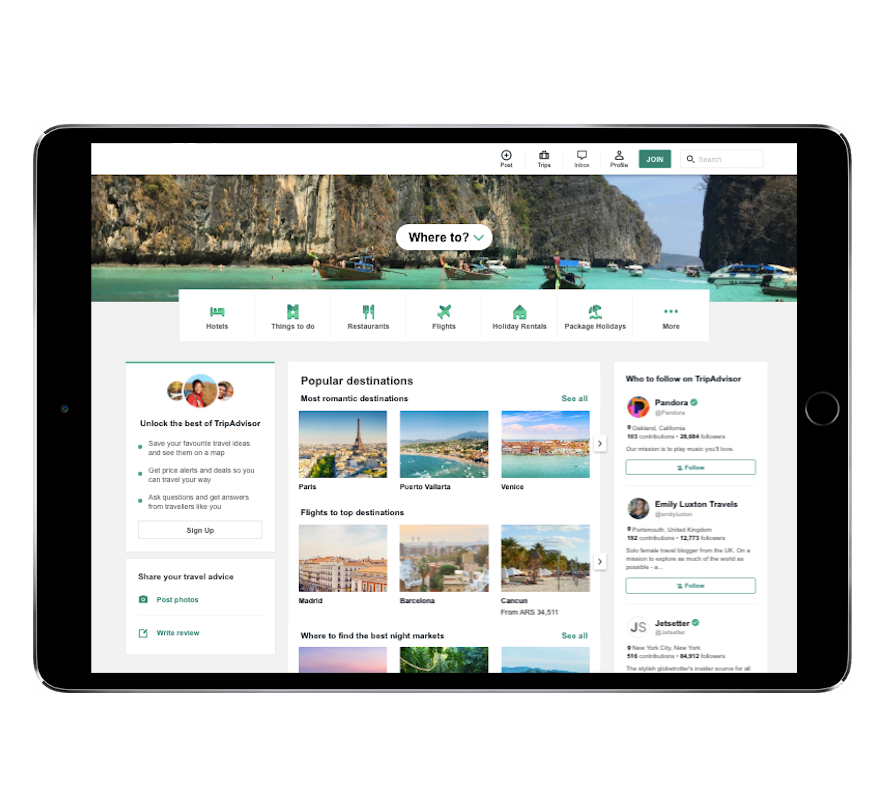 Post
Trips
Inbox
Profile
JOIN
Search
Where to?
Hotels
Things to do
Restaurants
Flights
Holiday Rentals
Package Holidays
More
Unlock the best of TripAdvisor
Save your favourite travel ideas
and see them on a map
Get price alerts and deals so you
can travel your way
Ask questions and get answers
from travellers like you
Sign Up
Share your travel advice
Post photos
Write review
Popular destinations
Most romantic destinations
See all
Paris
Puerto Vallarta
Venice
Flights to top destinations
Madrid
Barcelona
Cancun
From ARS 34,511
Where to find the best night markets
See all
Who to follow on TripAdvisor
Pandora
@Pandora
Oakland, California
103 contributions • 28,684 followers
Our mission is to play music you'll love.
Follow
Emily Luxton Travels
@emilyluxton
Portsmouth, United Kingdom
192 contributions • 12,773 followers
Solo female travel blogger from the UK. On a
mission to explore as much of the world as
possible - a...
Follow
JS
Jetsetter
@Jetsetter
New York City, New York
516 contributions • 84,912 followers
The stylish globetrotter's insider source for all